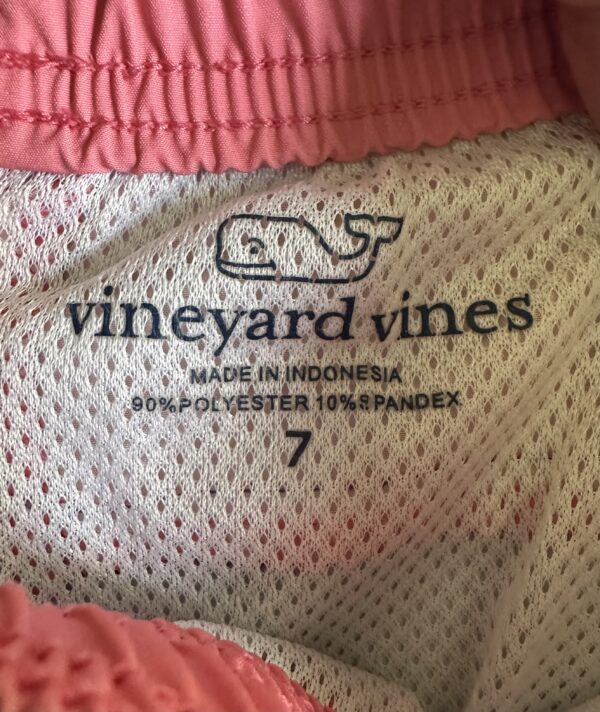 vineyard vines
MADE IN INDONESIA
90%POLYESTER 10%SPANDEX
7